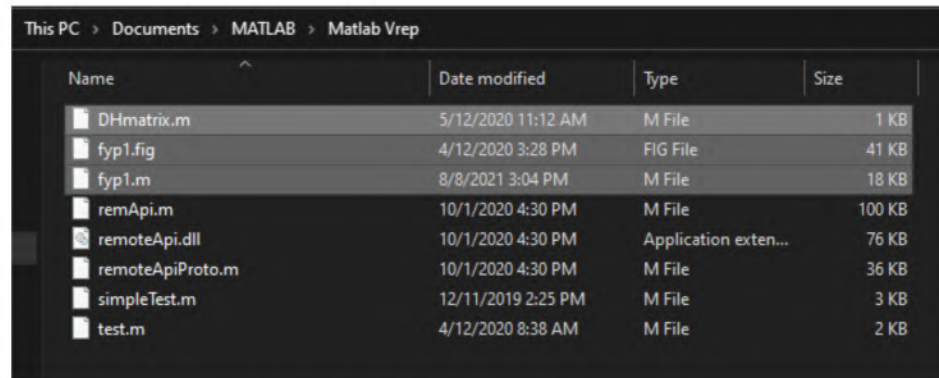 This PC > Documents > MATLAB > Matlab Vrep
Name Date modified Type Size
DHmatrix.m 5/12/2020 11:12 AM M File 1 KB
fyp1.fig 4/12/2020 3:28 PM FIG File 41 KB
fyp1.m 8/8/2021 3:04 PM M File 18 KB
remApi.m 10/1/2020 4:30 PM M File 100 KB
remoteApi.dll 10/1/2020 4:30 PM Application exten... 76 KB
remoteApiProto.m 10/1/2020 4:30 PM M File 36 KB
simpleTest.m 12/11/2019 2:25 PM M File 3 KB
test.m 4/12/2020 8:38 AM M File 2 KB